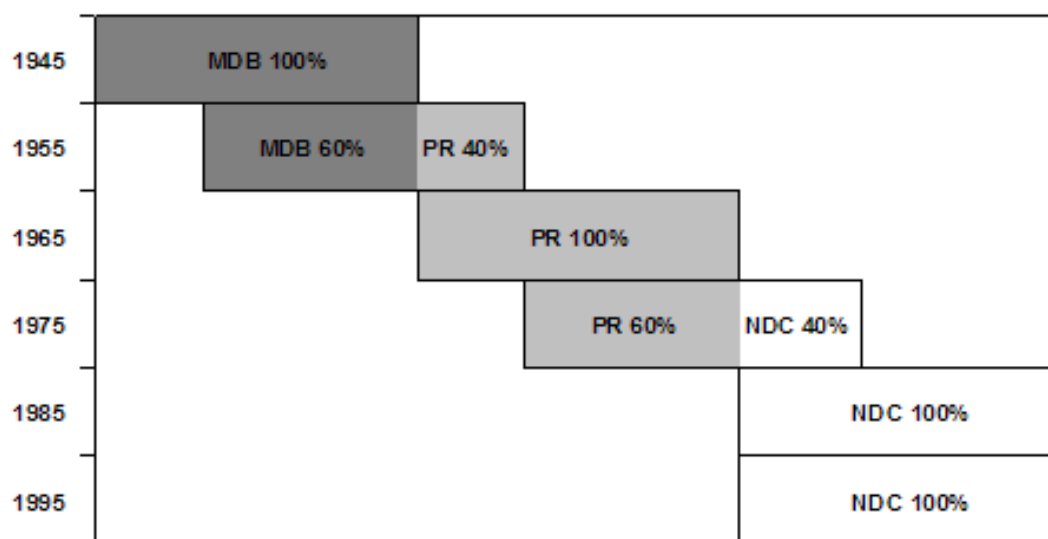 1945 MDB 100%
1955 MDB 60% PR 40%
1965 PR 100%
1975 PR 60% NDC 40%
1985 NDC 100%
1995 NDC 100%